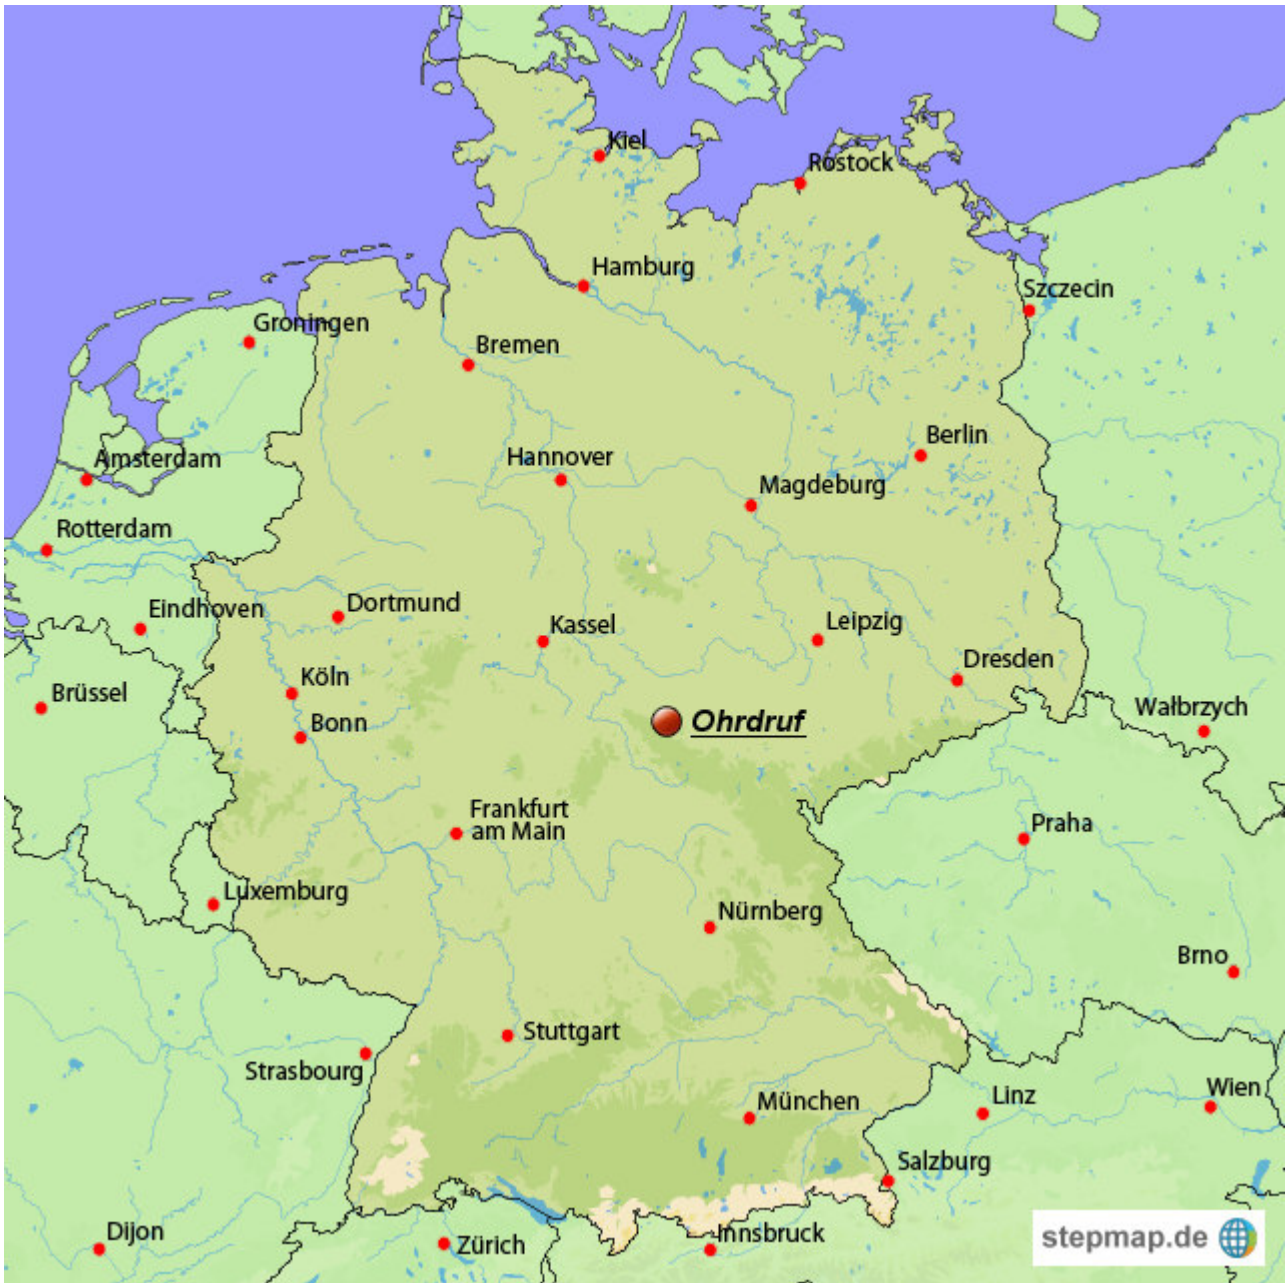 Kiel
Rostock
Hamburg
Szczecin
Groningen
Bremen
Berlin
Amsterdam
Hannover
Magdeburg
Rotterdam
Eindhoven
Dortmund
Kassel
Leipzig
Dresden
Brüssel
Köln
Bonn
Ohrdruf
Wałbrzych
Frankfurt
am Main
Praha
Luxemburg
Nürnberg
Brno
Stuttgart
Strasbourg
München
Linz
Wien
Salzburg
Dijon
Zürich
Innsbruck
stepmap.de